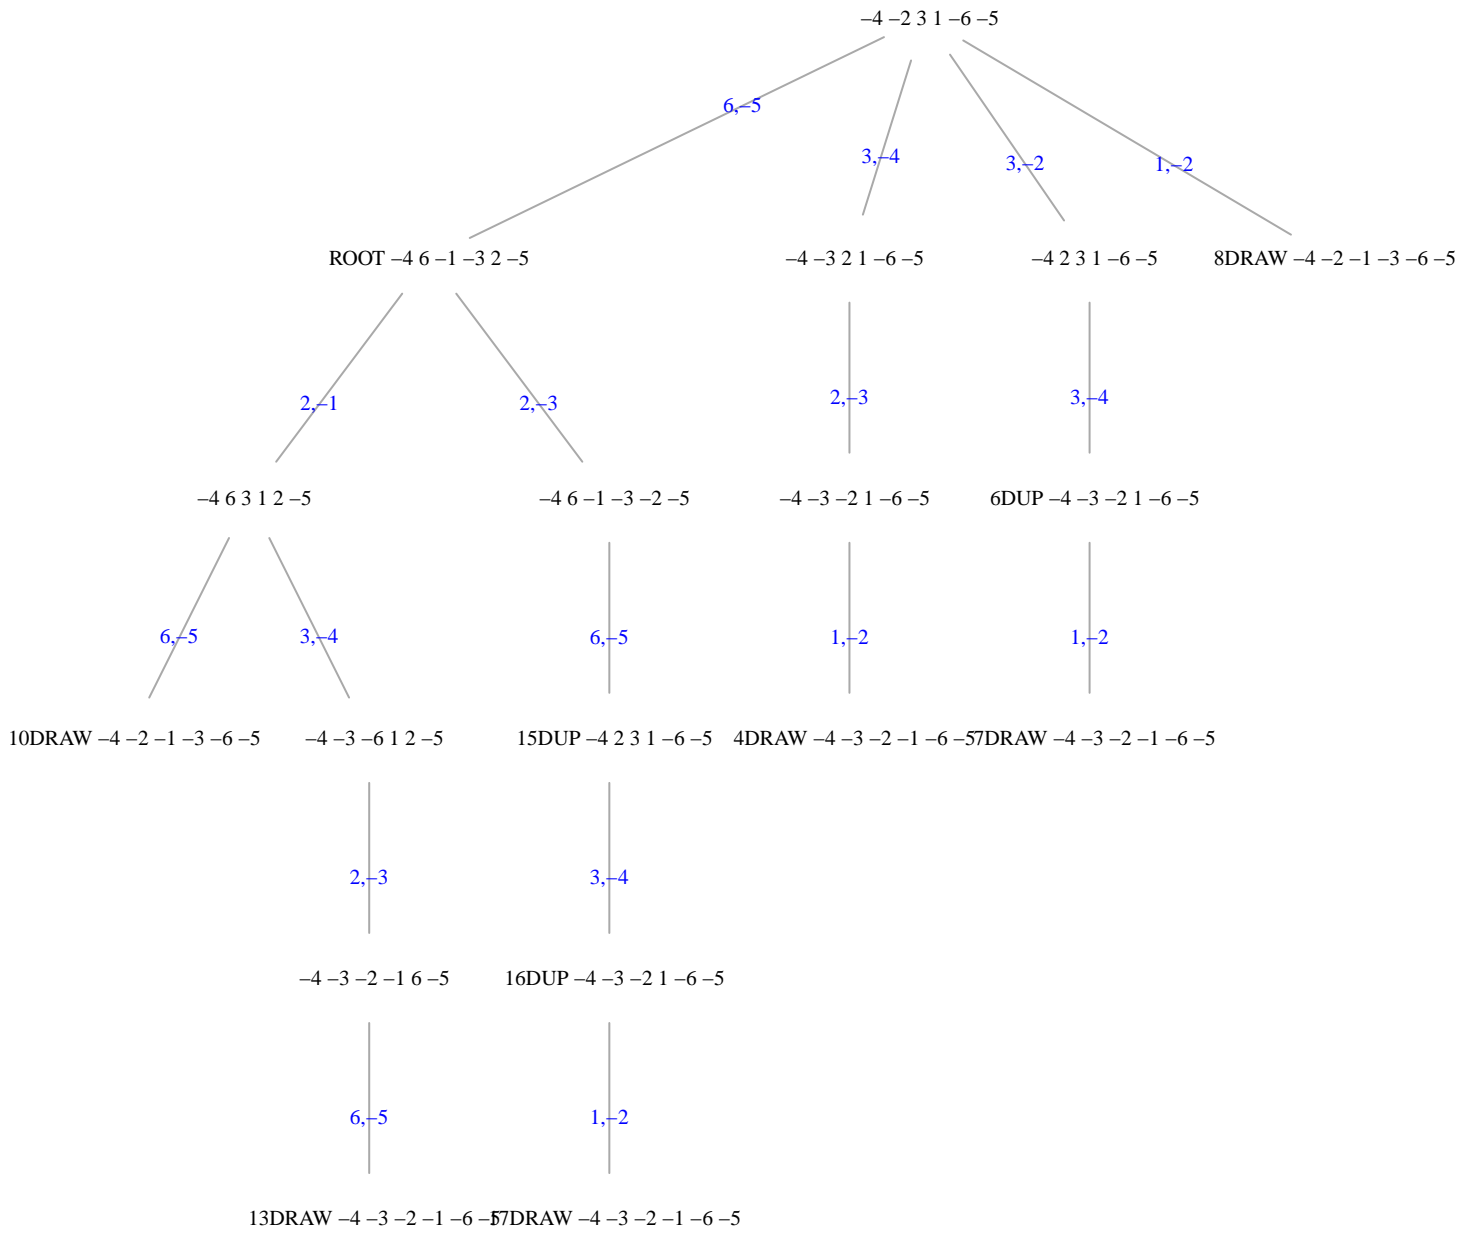 –4 –2 3 1 –6 –5
6,–5
3,–4
3,–2
1,–2
ROOT –4 6 –1 –3 2 –5
–4 –3 2 1 –6 –5
–4 2 3 1 –6 –5
8DRAW –4 –2 –1 –3 –6 –5
2,–1
2,–3
2,–3
3,–4
–4 6 3 1 2 –5
–4 6 –1 –3 –2 –5
–4 –3 –2 1 –6 –5
6DUP –4 –3 –2 1 –6 –5
6,–5
3,–4
6,–5
1,–2
1,–2
10DRAW –4 –2 –1 –3 –6 –5
–4 –3 –6 1 2 –5
15DUP –4 2 3 1 –6 –5
4DRAW –4 –3 –2 –1 –6 –5
7DRAW –4 –3 –2 –1 –6 –5
2,–3
3,–4
–4 –3 –2 –1 6 –5
16DUP –4 –3 –2 1 –6 –5
6,–5
1,–2
13DRAW –4 –3 –2 –1 –6 –5
17DRAW –4 –3 –2 –1 –6 –5